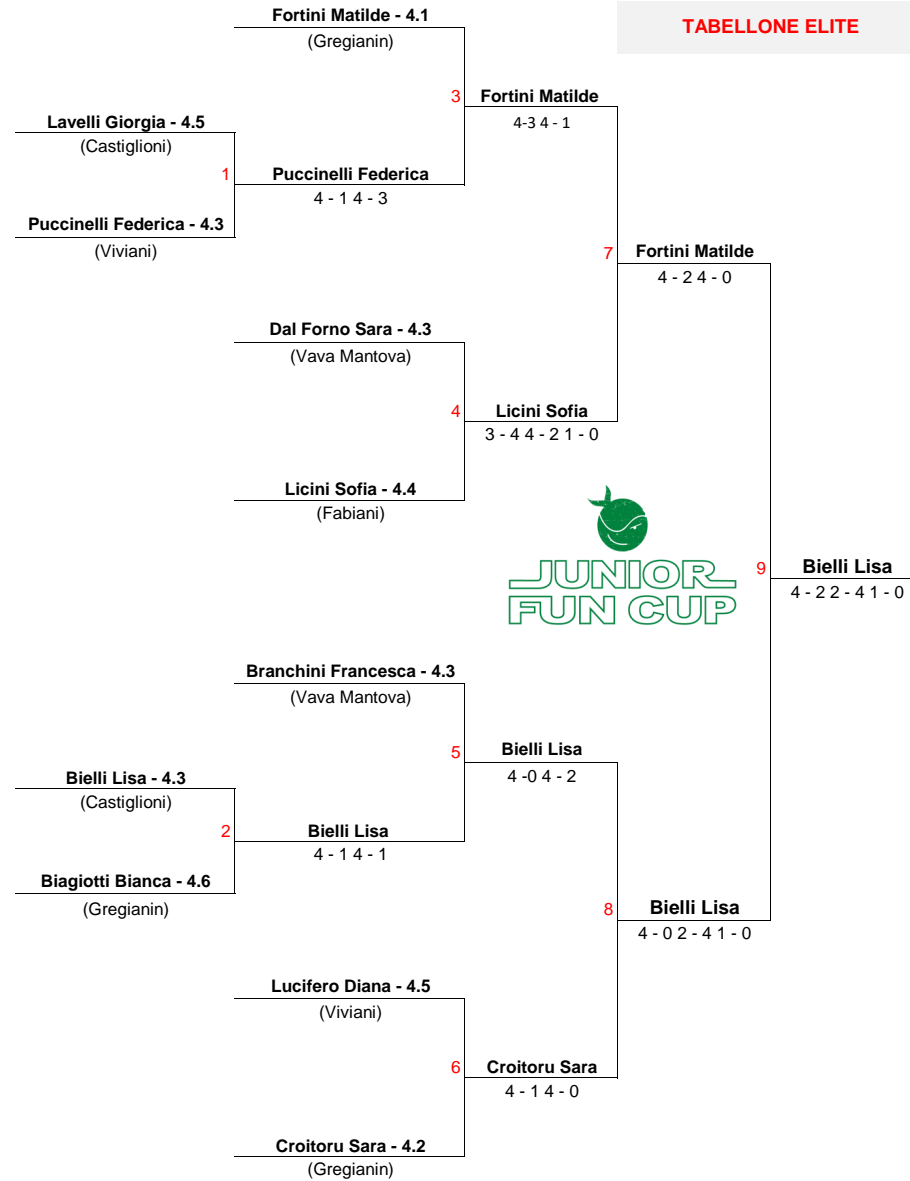 Fortini Matilde - 4.1
TABELLONE ELITE
(Gregianin)
3
Fortini Matilde
Lavelli Giorgia - 4.5
4-3 4 - 1
(Castiglioni)
1
Puccinelli Federica
4 - 1 4 - 3
Puccinelli Federica - 4.3
(Viviani)
7
Fortini Matilde
4 - 2 4 - 0
Dal Forno Sara - 4.3
(Vava Mantova)
4
Licini Sofia
3 - 4 4 - 2 1 - 0
Licini Sofia - 4.4
(Fabiani)
JUNIOR
FUN CUP
9
Bielli Lisa
4 - 2 2 - 4 1 - 0
Branchini Francesca - 4.3
(Vava Mantova)
5
Bielli Lisa
4 -0 4 - 2
Bielli Lisa - 4.3
(Castiglioni)
2
Bielli Lisa
4 - 1 4 - 1
Biagiotti Bianca - 4.6
(Gregianin)
8
Bielli Lisa
4 - 0 2 - 4 1 - 0
Lucifero Diana - 4.5
(Viviani)
6
Croitoru Sara
4 - 1 4 - 0
Croitoru Sara - 4.2
(Gregianin)